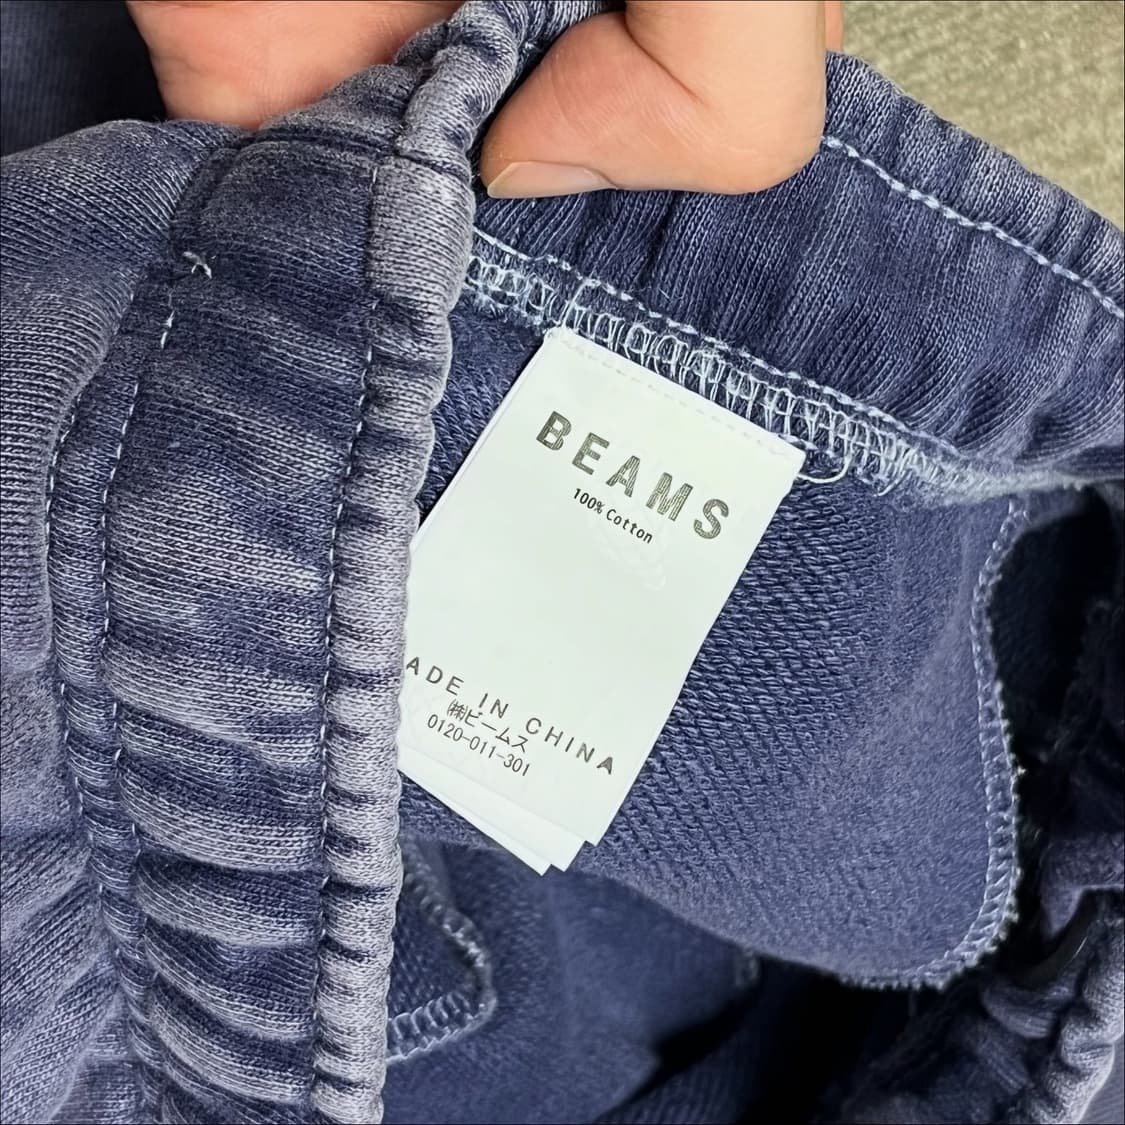 BEAMS
100% Cotton
ADE IN CHINA
㈱ビームス
0120-011-301